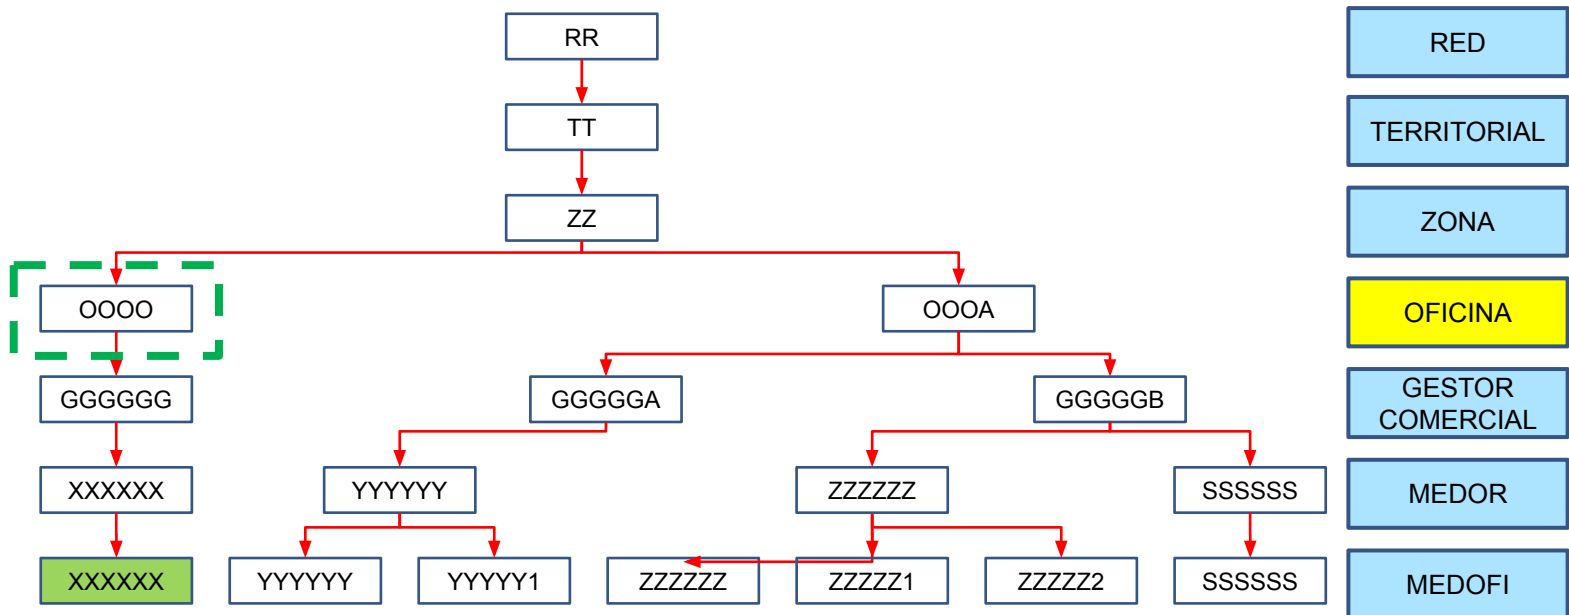 RR
RED
TT
TERRITORIAL
ZZ
ZONA
OOOO
OOOA
OFICINA
GGGGGG
GGGGGA
GGGGGB
GESTOR
COMERCIAL
XXXXXX
YYYYYY
ZZZZZZ
SSSSSS
MEDOR
XXXXXX
YYYYYY
YYYYY1
ZZZZZZ
ZZZZZ1
ZZZZZ2
SSSSSS
MEDOFI